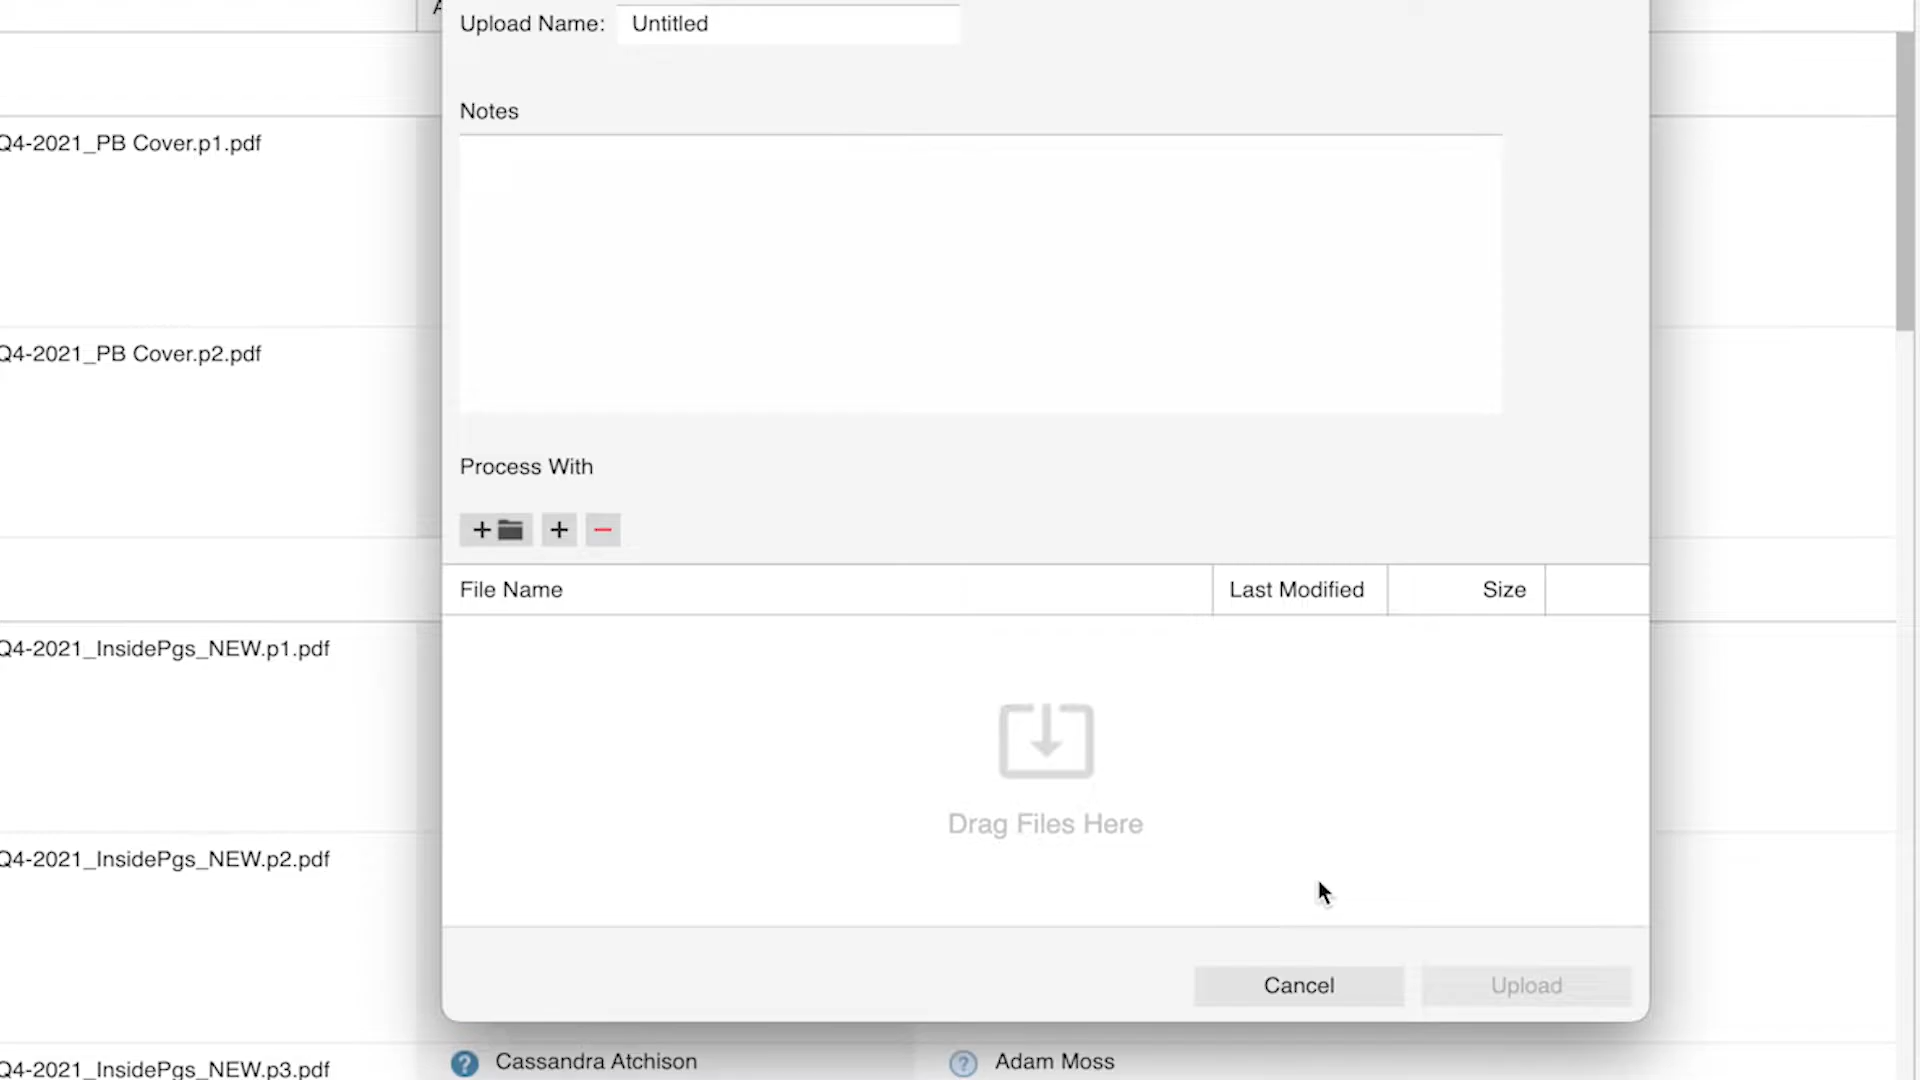 Upload Name: Untitled
Notes
Q4-2021_PB Cover.p1.pdf
Q4-2021_PB Cover.p2.pdf
Process With
File Name Last Modified Size
Q4-2021_InsidePgs_NEW.p1.pdf
Drag Files Here
Q4-2021_InsidePgs_NEW.p2.pdf
Cancel Upload
Q4-2021_InsidePgs_NEW.p3.pdf Cassandra Atchison Adam Moss